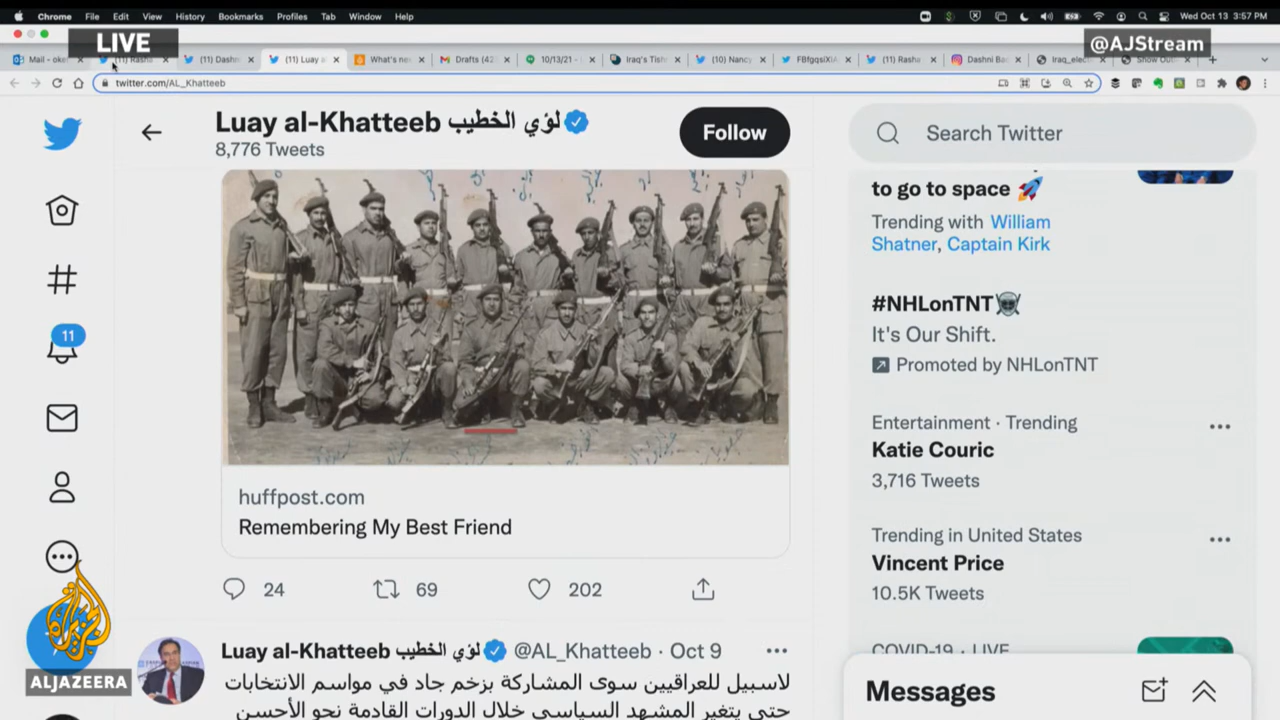 Chrome File Edit View History Bookmarks Profiles Tab Window Help
Wed Oct 13 3:57 PM
LIVE
@AJStream
Mail - oke
(11) Rasha
(11) Dashn
(11) Luay a
What's ne
Drafts (42
10/13/21 -
Iraq's Tish
(10) Nancy
FBfgqsiXIA
(11) Rasha
Dashni Ba
Iraq_elec
twitter.com/AL_Khatteeb
Luay al-Khatteeb لؤي الخطيب
8,776 Tweets
Follow
Search Twitter
to go to space 🚀
Trending with William
Shatner, Captain Kirk
#NHLonTNT
It's Our Shift.
Promoted by NHLonTNT
11
Entertainment · Trending
Katie Couric
3,716 Tweets
huffpost.com
Remembering My Best Friend
Trending in United States
Vincent Price
10.5K Tweets
24 69 202
COVID-19 · LIVE
Luay al-Khatteeb لؤي الخطيب @AL_Khatteeb · Oct 9
لاسبيل للعراقيين سوى المشاركة بزخم جاد في مواسم الانتخابات
حتى يتغير المشهد السياسي خلال الدورات القادمة نحو الأحسن
Messages
ALJAZEERA